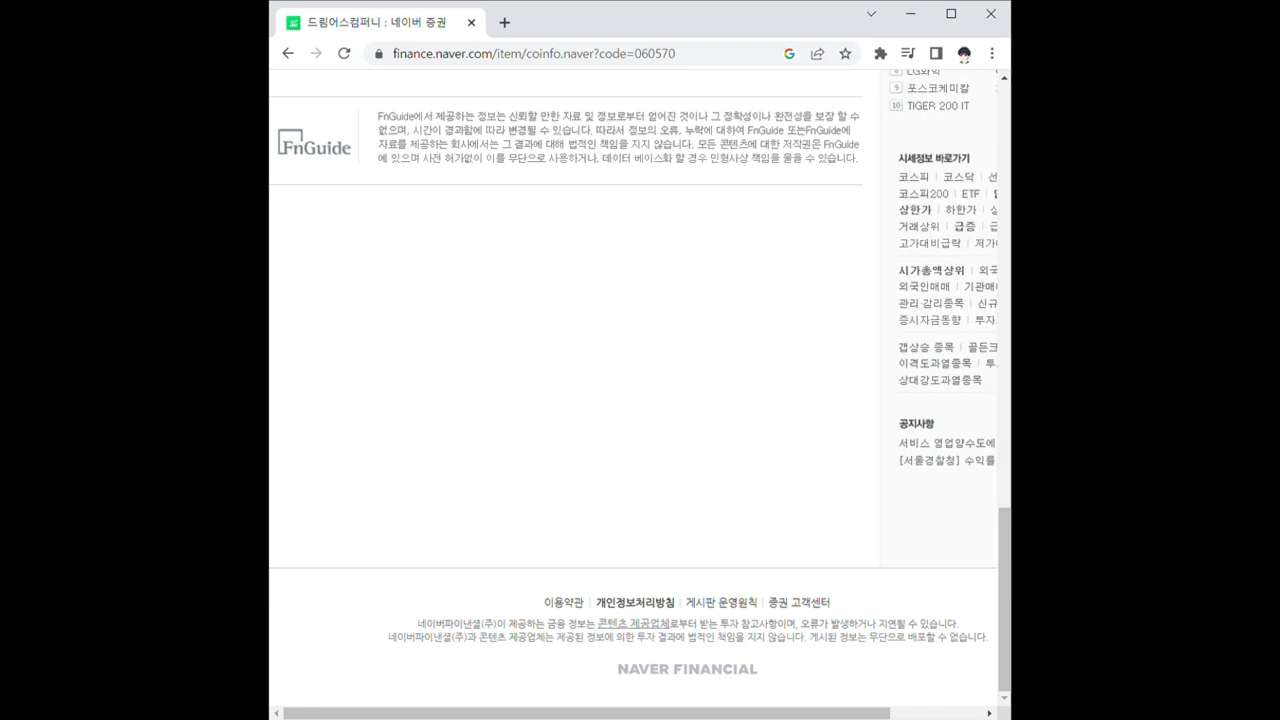 드림어스컴퍼니 : 네이버 증권
finance.naver.com/item/coinfo.naver?code=060570
FnGuide
FnGuide에서 제공하는 정보는 신뢰할 만한 자료 및 정보로부터 얻어진 것이나 그 정확성이나 완전성을 보장 할 수
없으며, 시간이 경과함에 따라 변경될 수 있습니다. 따라서 정보의 오류, 누락에 대하여 FnGuide 또는FnGuide에
자료를 제공하는 회사에서는 그 결과에 대해 법적인 책임을 지지 않습니다. 모든 콘텐츠에 대한 저작권은 FnGuide
에 있으며 사전 허가없이 이를 무단으로 사용하거나, 데이터 베이스화 할 경우 민형사상 책임을 물을 수 있습니다.
LG화학
9 포스코케미칼
10 TIGER 200 IT
시세정보 바로가기
코스피 | 코스닥 | 선
코스피200 | ETF |
상한가 | 하한가 | 상
거래상위 | 급증 | 급
고가대비급락 | 저가
시가총액상위 | 외국
외국인매매 | 기관매
관리·감리종목 | 신규
증시자금동향 | 투자
갭상승 종목 | 골든크
이격도과열종목 | 투
상대강도과열종목
공지사항
서비스 영업양수도에
[서울경찰청] 수익률
이용약관 | 개인정보처리방침 | 게시판 운영원칙 | 증권 고객센터
네이버파이낸셜(주)이 제공하는 금융 정보는 콘텐츠 제공업체로부터 받는 투자 참고사항이며, 오류가 발생하거나 지연될 수 있습니다.
네이버파이낸셜(주)과 콘텐츠 제공업체는 제공된 정보에 의한 투자 결과에 법적인 책임을 지지 않습니다. 게시된 정보는 무단으로 배포할 수 없습니다.
NAVER FINANCIAL